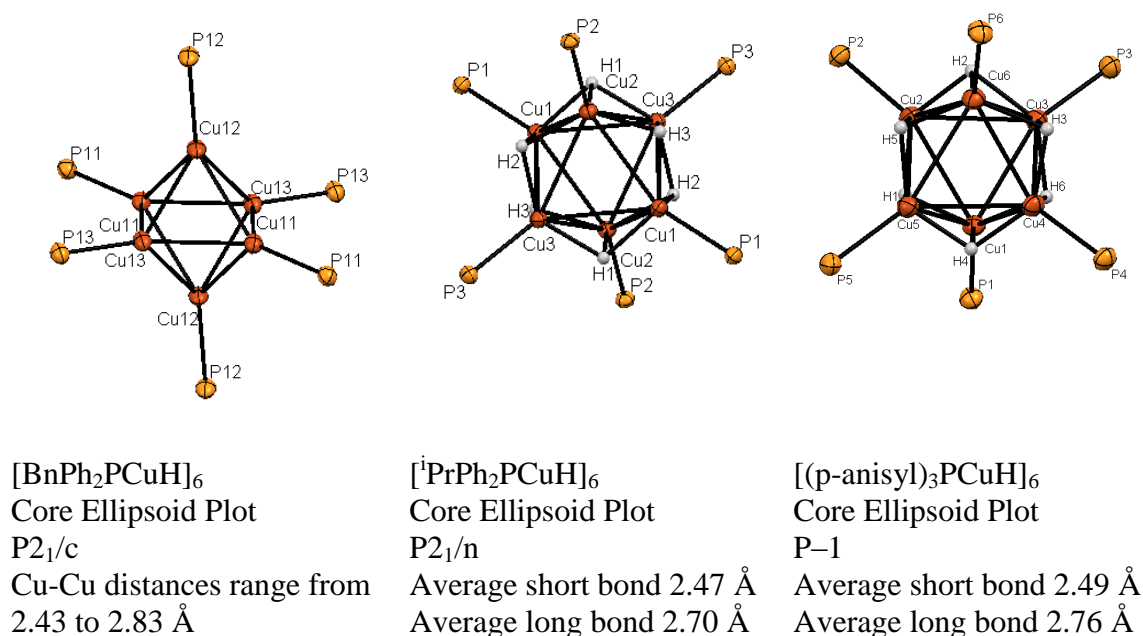 P12
Cu12
P11
Cu13
P13
Cu11
Cu11
P13
Cu13
P11
Cu12
P12
P2
H1
P3
P1
Cu2
Cu1
Cu3
H3
H2
H2
H3
Cu3
Cu1
Cu2
P1
H1
P3
P2
P6
P2
H2
P3
Cu6
Cu2
Cu3
H5
H3
H1
H6
Cu5
Cu4
Cu1
H4
P5
P4
P1
[BnPh₂PCuH]₆
Core Ellipsoid Plot
P2₁/c
Cu-Cu distances range from
2.43 to 2.83 Å
[ⁱPrPh₂PCuH]₆
Core Ellipsoid Plot
P2₁/n
Average short bond 2.47 Å
Average long bond 2.70 Å
[(p-anisyl)₃PCuH]₆
Core Ellipsoid Plot
P–1
Average short bond 2.49 Å
Average long bond 2.76 Å